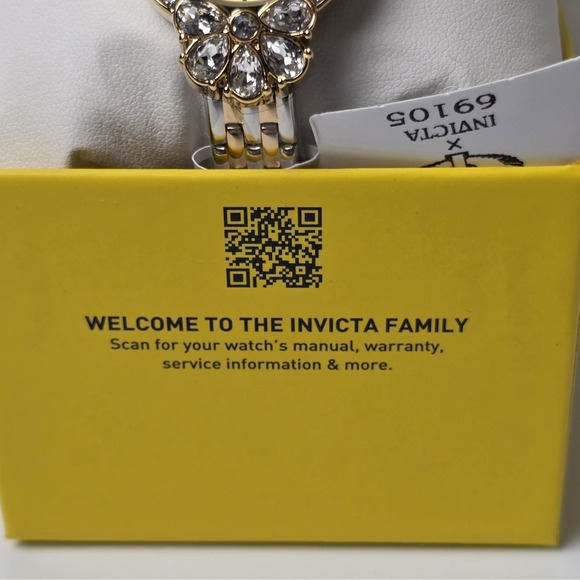 INVICTA
69105
WELCOME TO THE INVICTA FAMILY
Scan for your watch's manual, warranty,
service information & more.